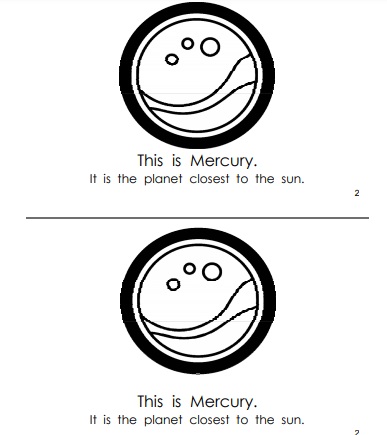 This is Mercury.
It is the planet closest to the sun.
2
This is Mercury.
It is the planet closest to the sun.
2